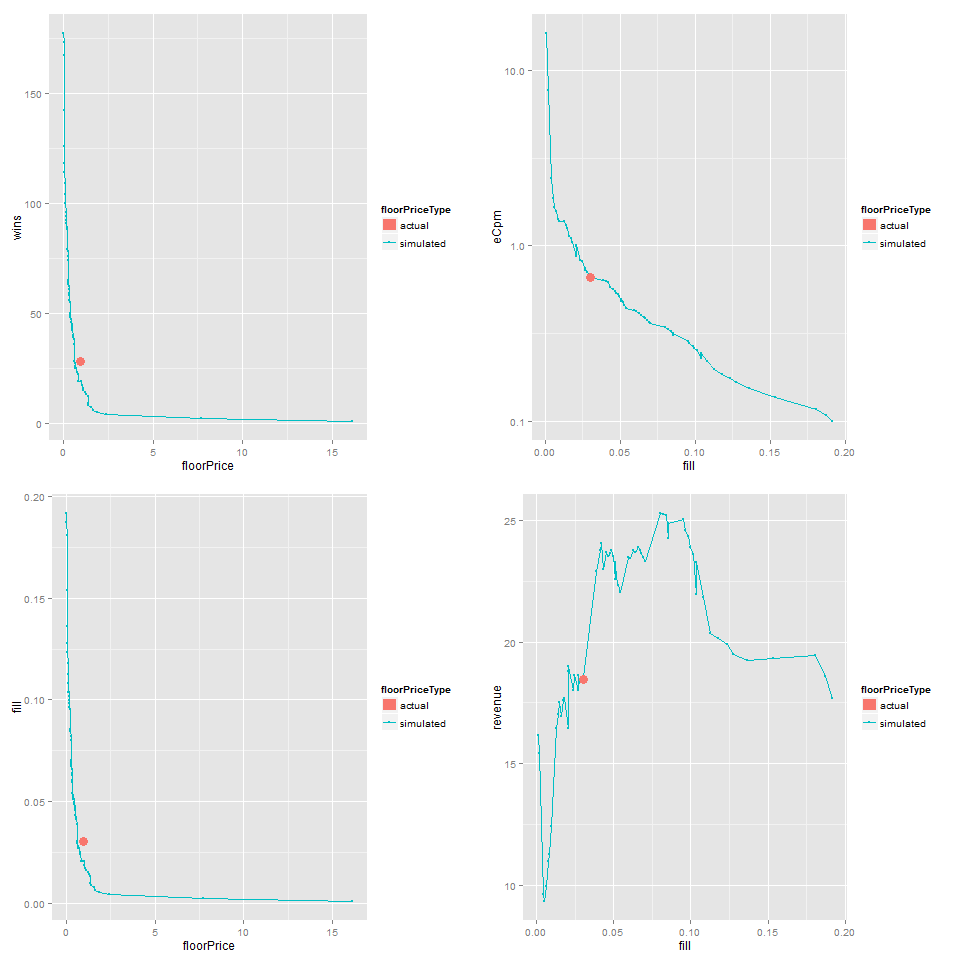 wins
150
100
50
0
0
5
10
15
floorPrice
floorPriceType
actual
simulated
eCpm
10.0
1.0
0.1
0.00
0.05
0.10
0.15
0.20
fill
floorPriceType
actual
simulated
fill
0.20
0.15
0.10
0.05
0.00
0
5
10
15
floorPrice
floorPriceType
actual
simulated
revenue
25
20
15
10
0.00
0.05
0.10
0.15
0.20
fill
floorPriceType
actual
simulated